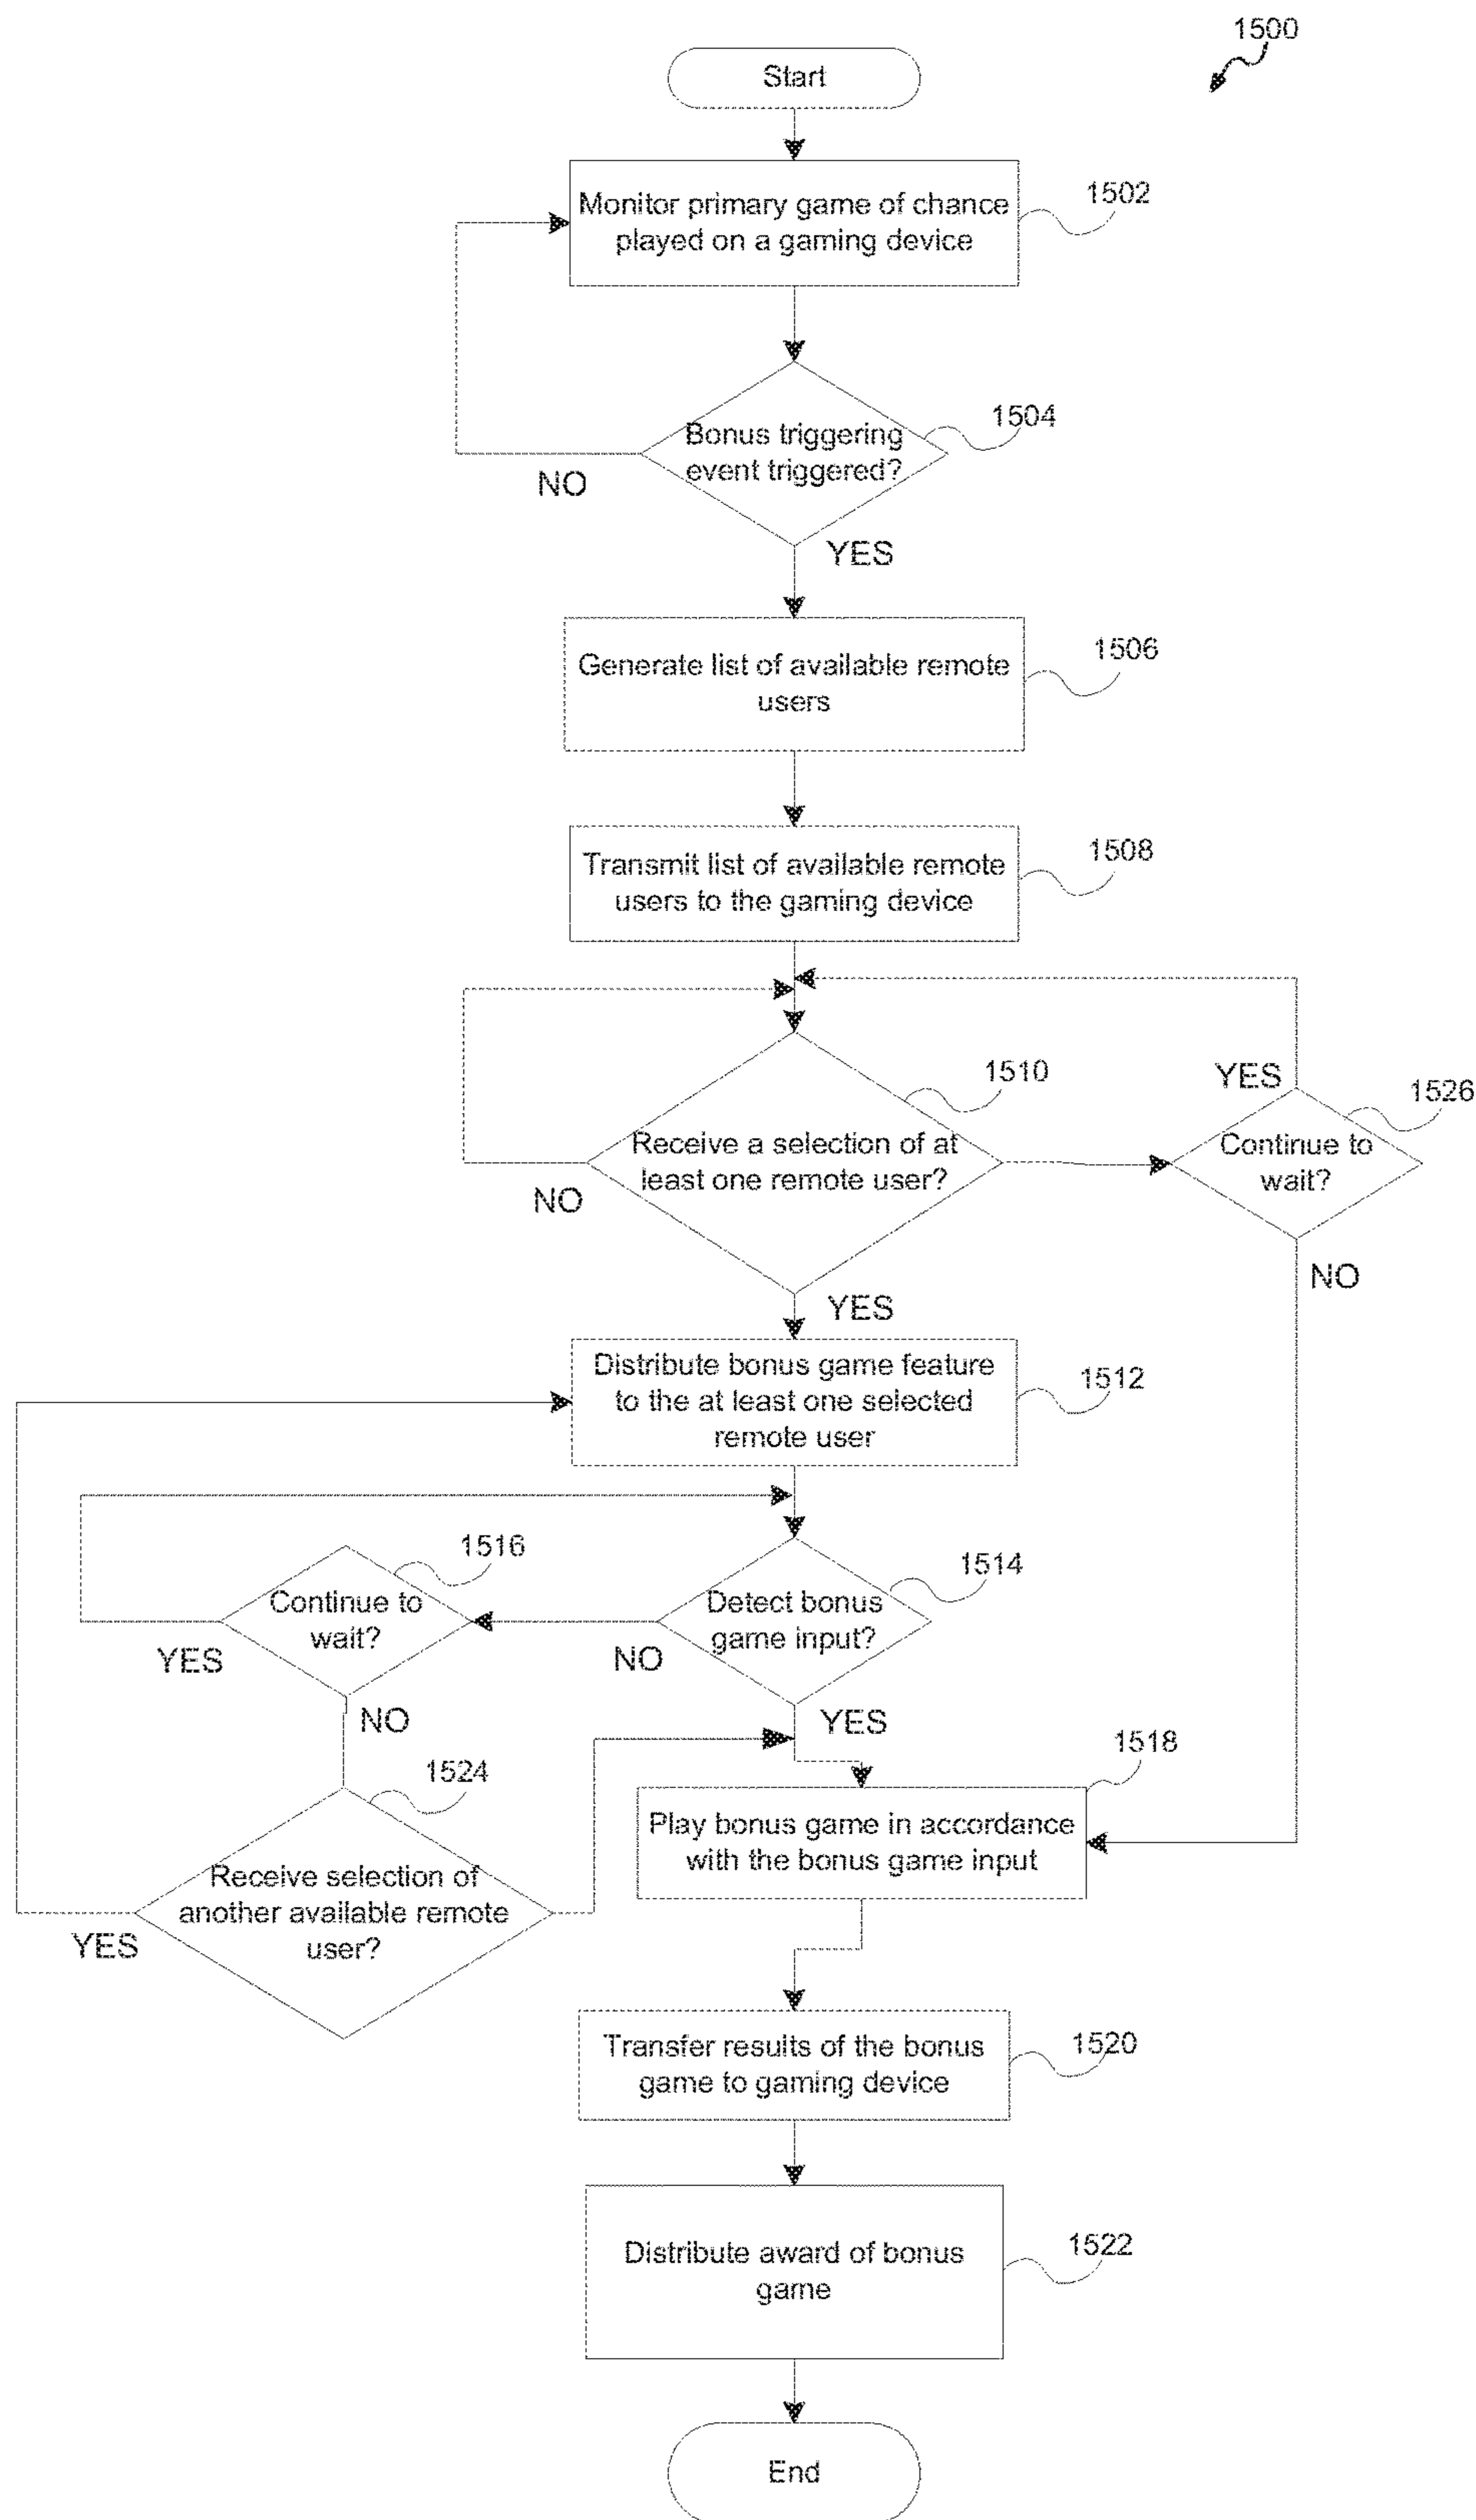 1500
Start
Monitor primary game of chance
played on a gaming device
1502
Bonus triggering
event triggered?
1504
NO
YES
Generate list of available remote
users
1506
Transmit list of available remote
users to the gaming device
1508
Receive a selection of at
least one remote user?
1510
NO
YES
Continue to
wait?
1526
YES
NO
Distribute bonus game feature
to the at least one selected
remote user
1512
Detect bonus
game input?
1514
NO
YES
Continue to
wait?
1516
YES
NO
Receive selection of
another available remote
user?
1524
YES
Play bonus game in accordance
with the bonus game input
1518
Transfer results of the bonus
game to gaming device
1520
Distribute award of bonus
game
1522
End